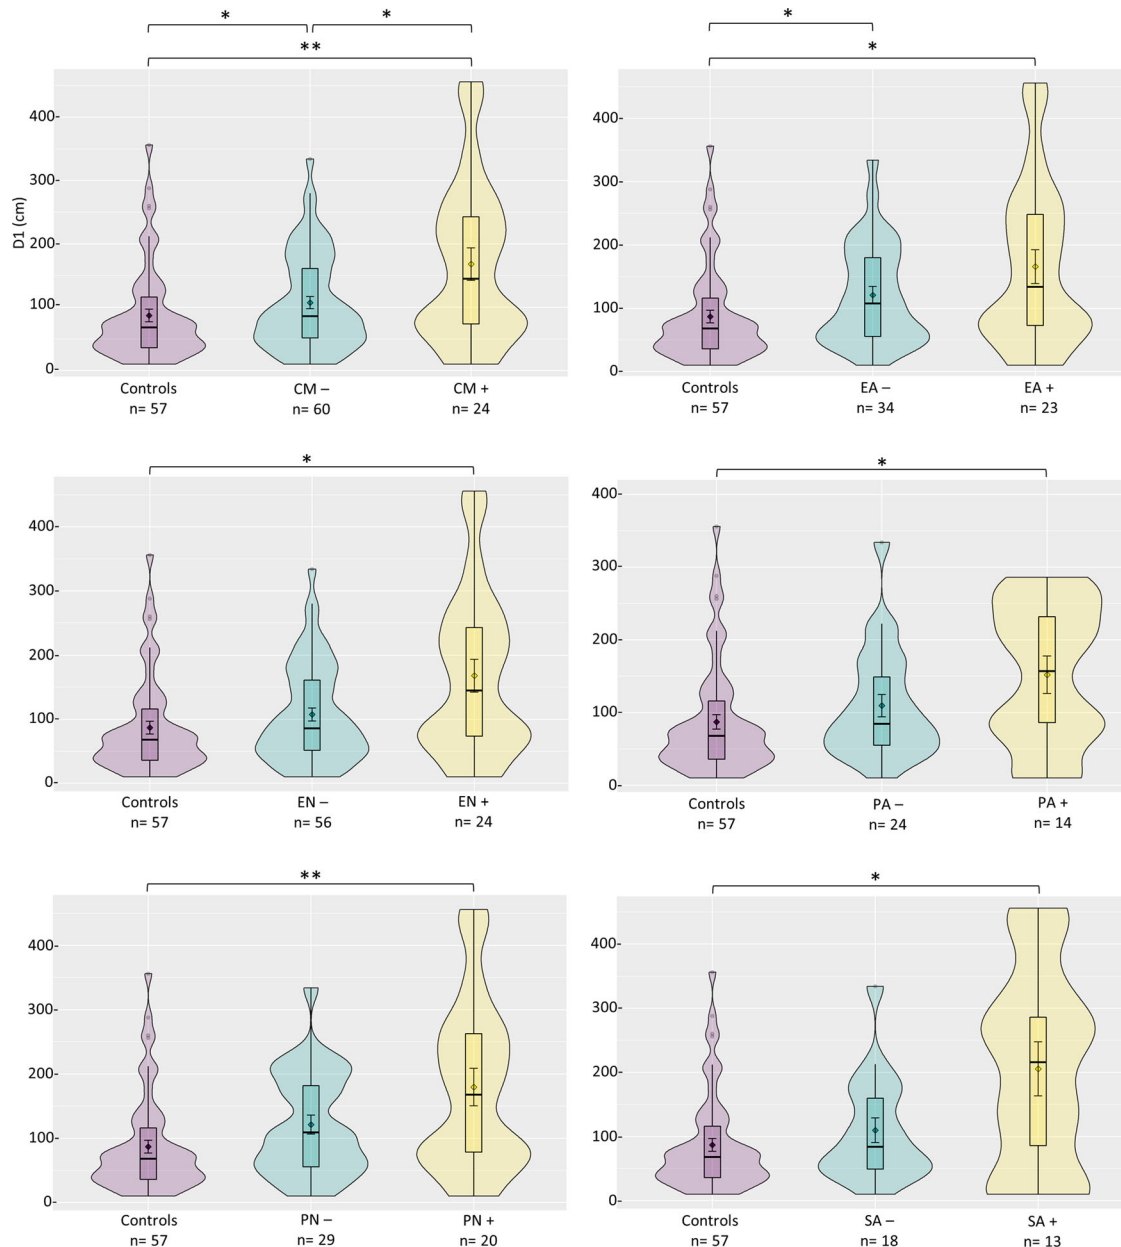 * * * *
** *
D1 (cm)
400- 400-
300- 300-
200- 200-
100- 100-
0- 0-
Controls CM – CM + Controls EA – EA +
n= 57 n= 60 n= 24 n= 57 n= 34 n= 23
* *
400- 400-
300- 300-
200- 200-
100- 100-
0- 0-
Controls EN – EN + Controls PA – PA +
n= 57 n= 56 n= 24 n= 57 n= 24 n= 14
** *
400- 400-
300- 300-
200- 200-
100- 100-
0- 0-
Controls PN – PN + Controls SA – SA +
n= 57 n= 29 n= 20 n= 57 n= 18 n= 13